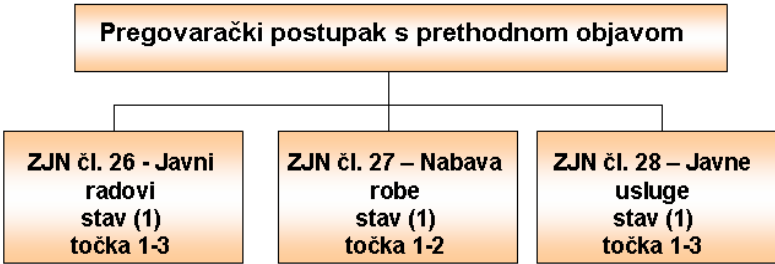 Pregovarački postupak s prethodnom objavom
ZJN čl. 26 - Javni
radovi
stav (1)
točka 1-3
ZJN čl. 27 – Nabava
robe
stav (1)
točka 1-2
ZJN čl. 28 – Javne
usluge
stav (1)
točka 1-3